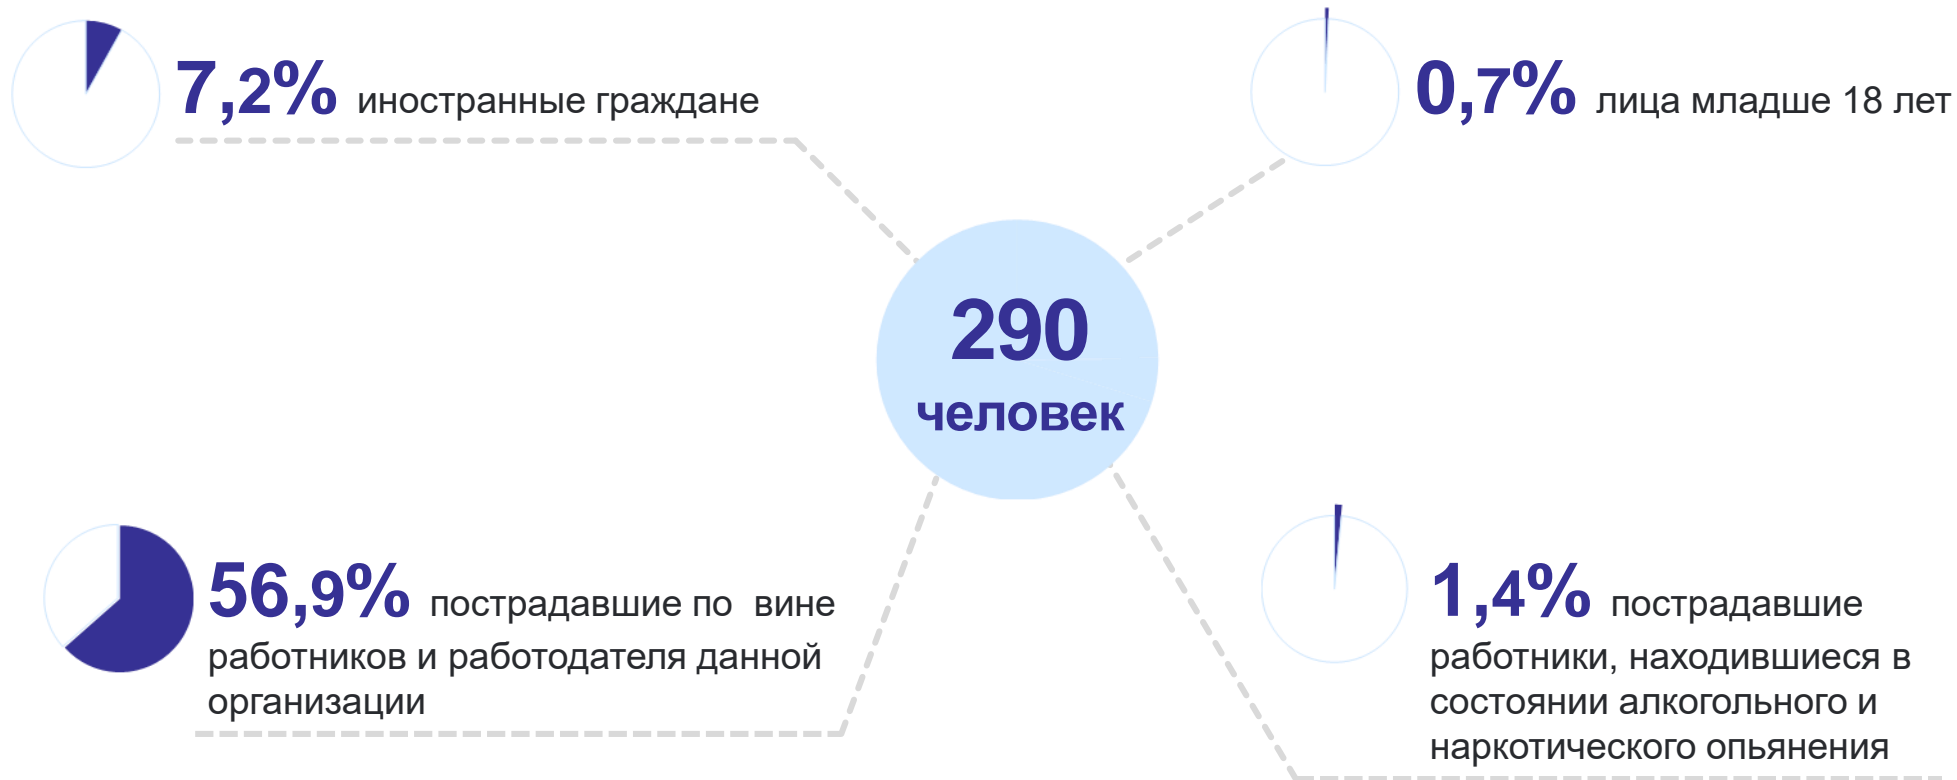 7,2% иностранные граждане
0,7% лица младше 18 лет
290
человек
56,9% пострадавшие по вине
работников и работодателя данной
организации
1,4% пострадавшие
работники, находившиеся в
состоянии алкогольного и
наркотического опьянения